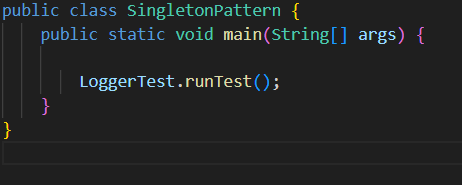 public class SingletonPattern {
    public static void main(String[] args) {

        LoggerTest.runTest();
    }
}